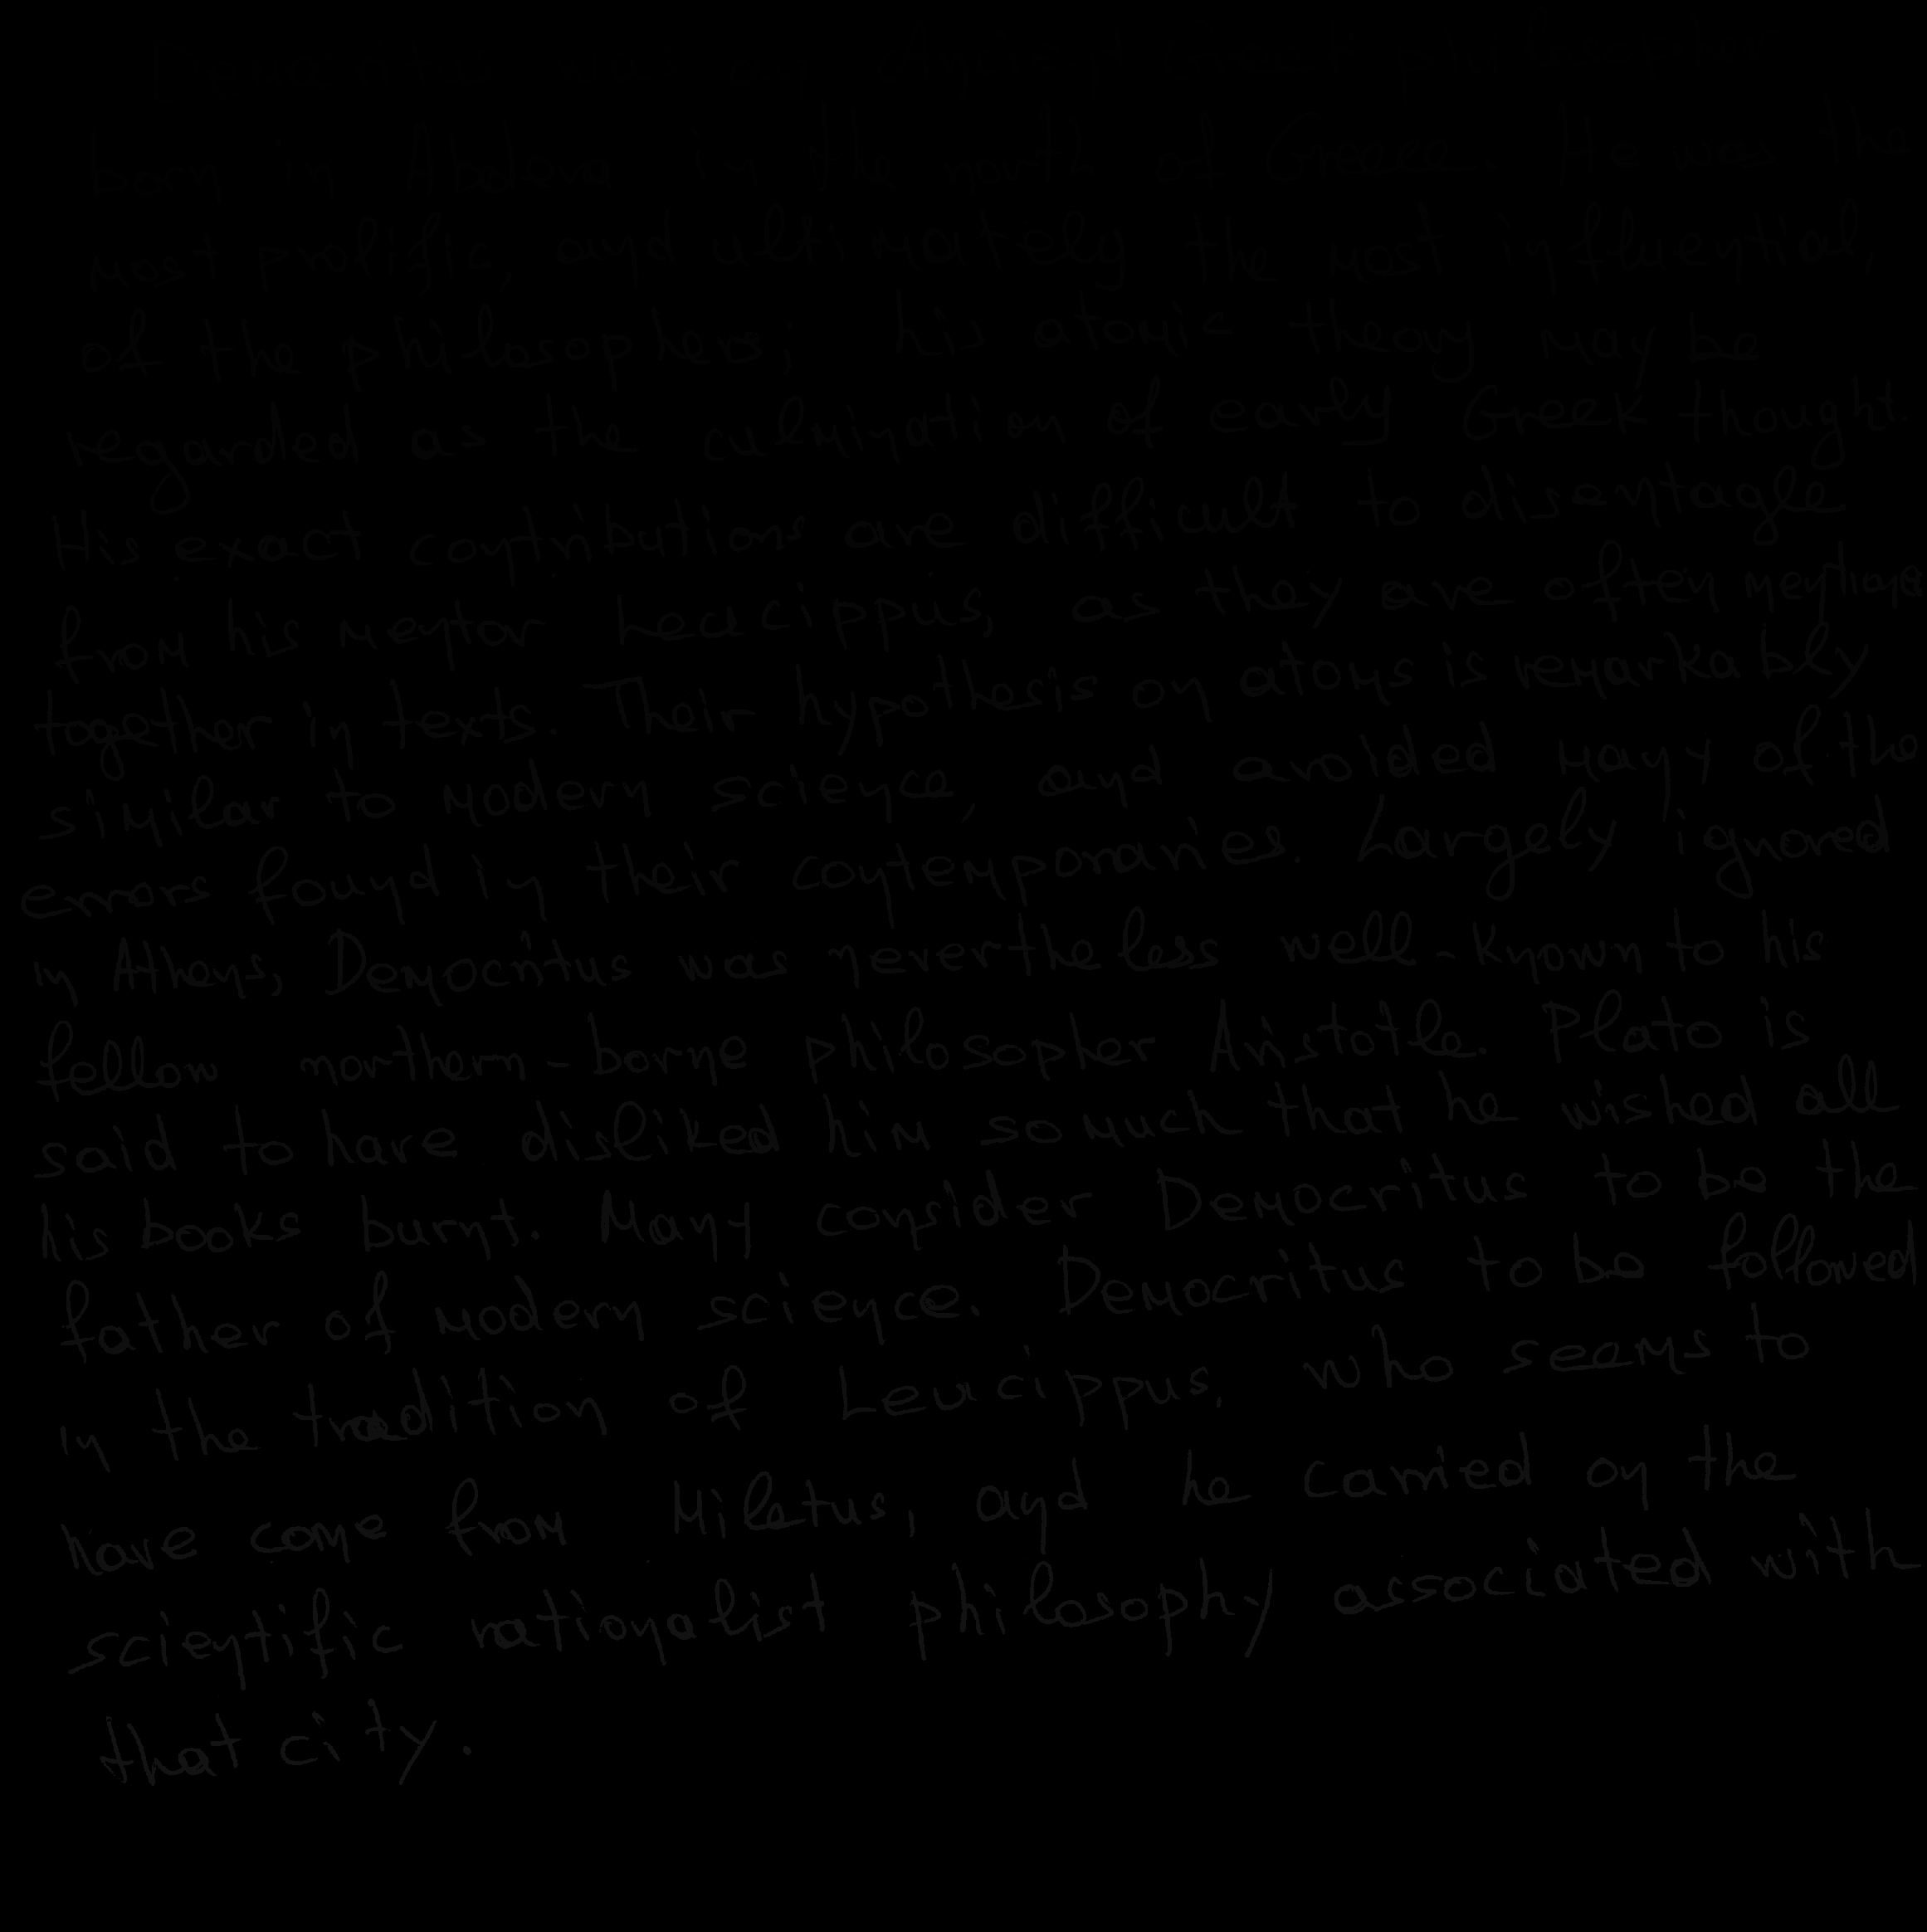 Democritus was an Ancient Greek philosopher
born in Abdera in the north of Greece. He was the
most prolific, and ultimately the most influential,
of the philosophers; his atomic theory may be
regarded as the culmination of early Greek thought.
His exact contributions are difficult to disentagle
from his mentor Leucippus, as they are often mentioned
together in texts. Their hypothesis on atoms is remarkably
similar to modern science, and avoided many of the
errors found in their contemporaries. Largely ignored
in Athens, Democritus was nevertheless well-known to his
fellow northern-borne philosopher Aristotle. Plato is
said to have disliked him so much that he wished all
his books burnt. Many consider Democritus to be the
father of modern science. Democritus to be followed
in the tradition of Leucippus, who seems to
have come from Miletus, and he carried on the
scientific rationalist philosophy associated with
that city.